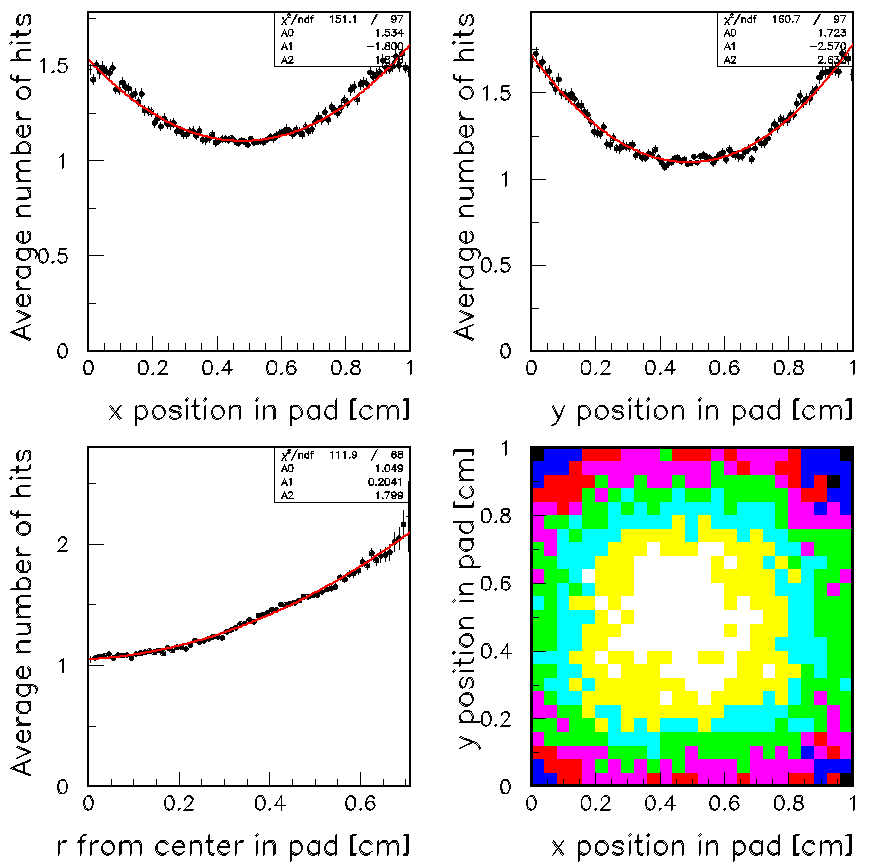 χ²/ndf 151.1 / 97
A0 1.534
A1 −1.800
A2
Average number of hits
1.5
1
0.5
0
0 0.2 0.4 0.6 0.8 1
x position in pad [cm]
χ²/ndf 160.7 / 97
A0 1.723
A1 −2.570
A2
Average number of hits
1.5
1
0.5
0
0 0.2 0.4 0.6 0.8 1
y position in pad [cm]
χ²/ndf 111.9 / 68
A0 1.049
A1 0.2041
A2 1.799
Average number of hits
2
1
0
0 0.2 0.4 0.6
r from center in pad [cm]
y position in pad [cm]
1
0.8
0.6
0.4
0.2
0
0 0.2 0.4 0.6 0.8 1
x position in pad [cm]